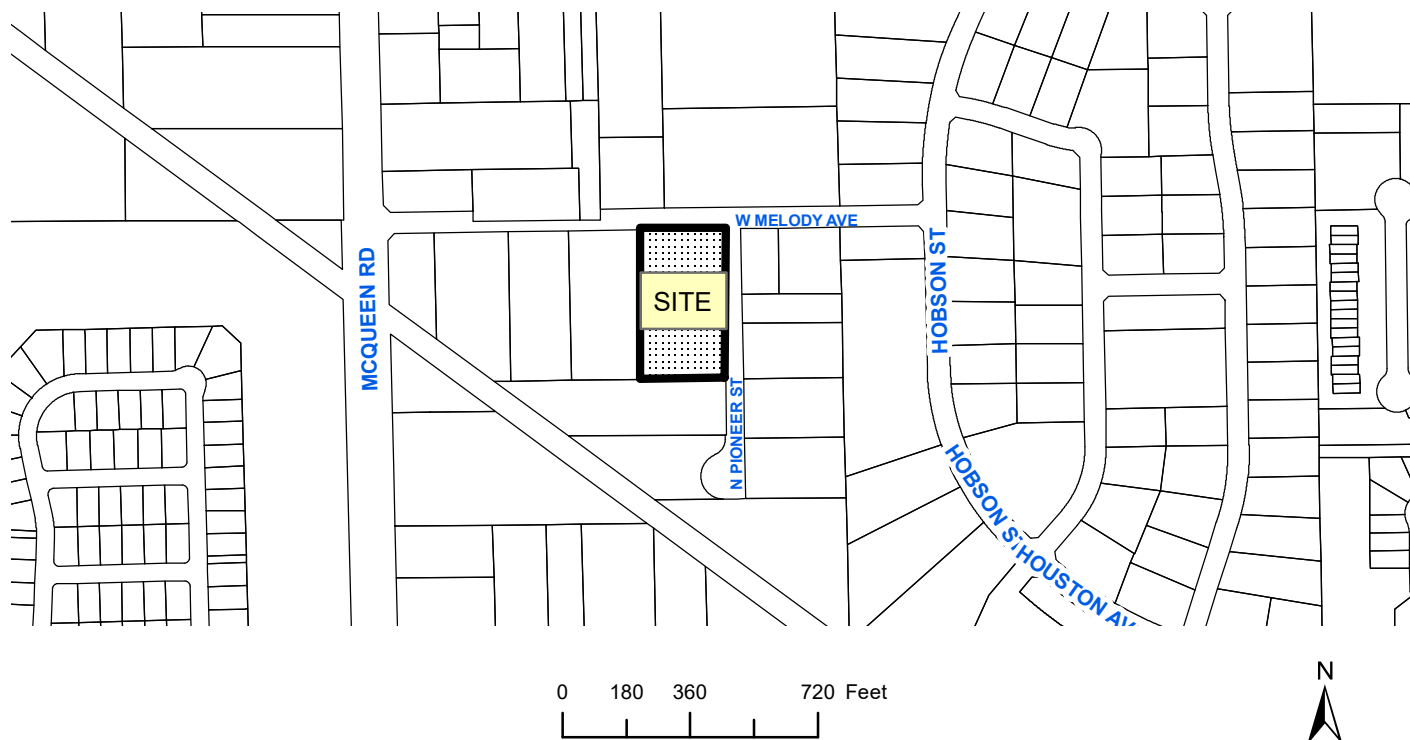 W MELODY AVE
MCQUEEN RD
HOBSON ST
SITE
N PIONEER ST
HOBSON ST
HOUSTON AV
0 180 360 720 Feet
N